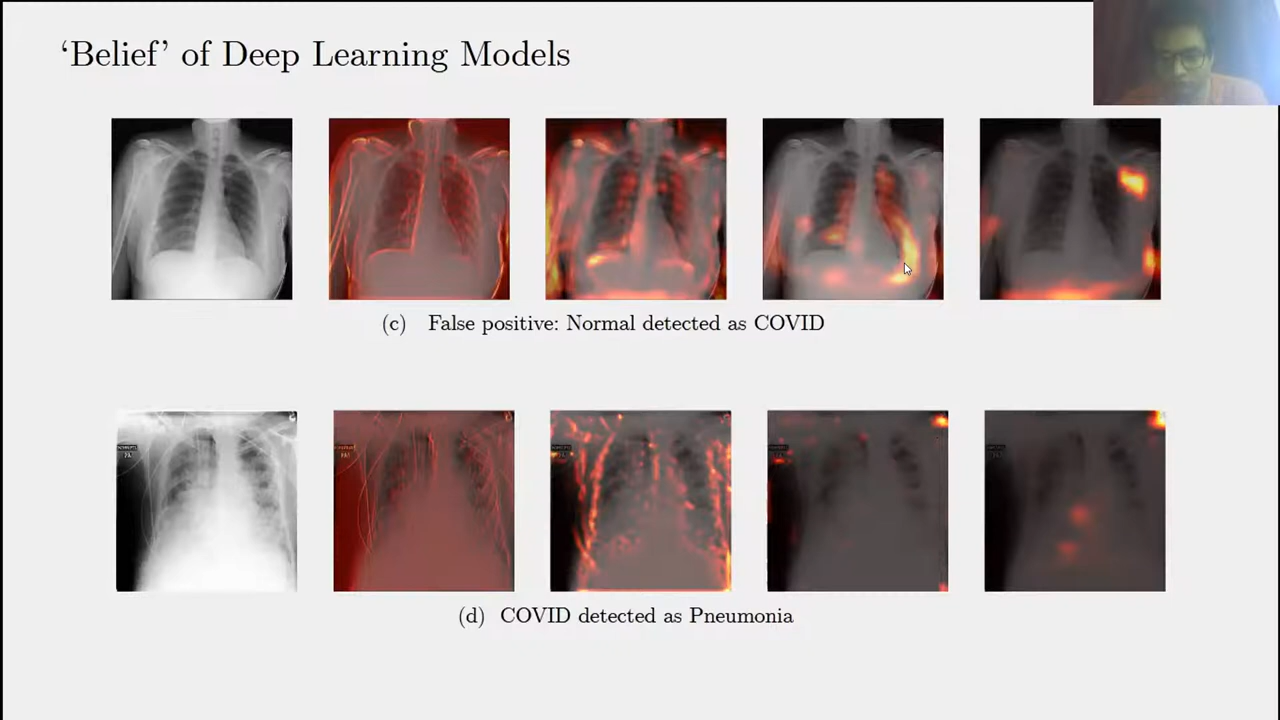 ‘Belief’ of Deep Learning Models
(c) False positive: Normal detected as COVID
(d) COVID detected as Pneumonia